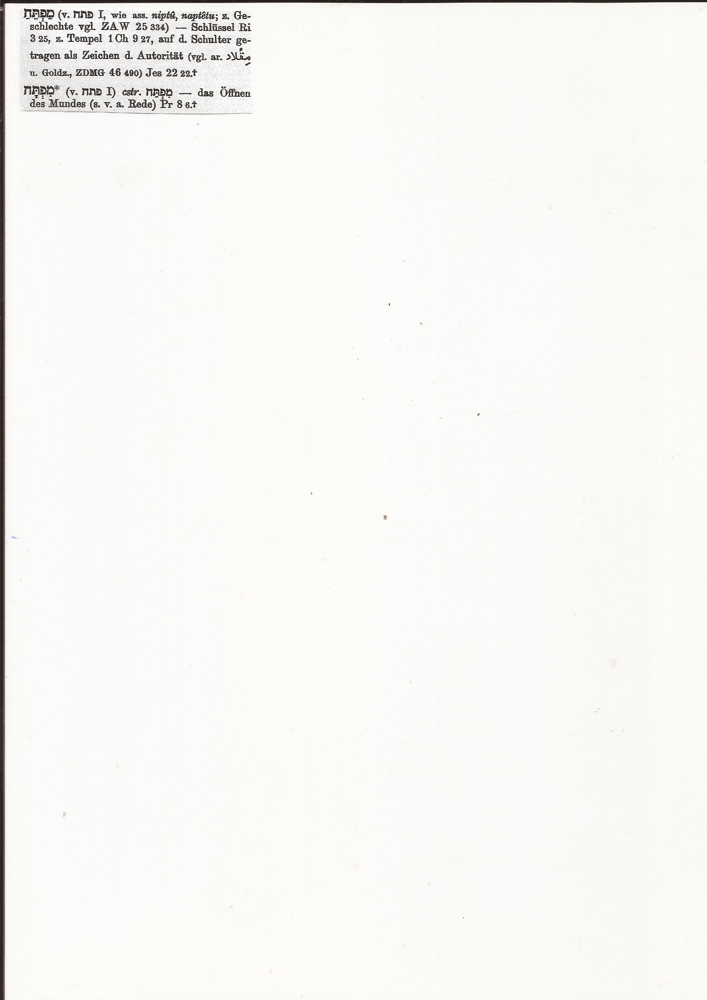 מַפְתֵּחַ (v. פתח I, wie ass. niptû, naptêtu; z. Ge-
schlechte vgl. ZAW 25 334) — Schlüssel Ri
3 25, z. Tempel 1 Ch 9 27, auf d. Schulter ge-
tragen als Zeichen d. Autorität (vgl. ar. مِقْلاد
u. Goldz., ZDMG 46 490) Jes 22 22.†
מִפְתָּח* (v. פתח I) cstr. מִפְתַּח — das Öffnen
des Mundes (s. v. a. Rede) Pr 8 6.†